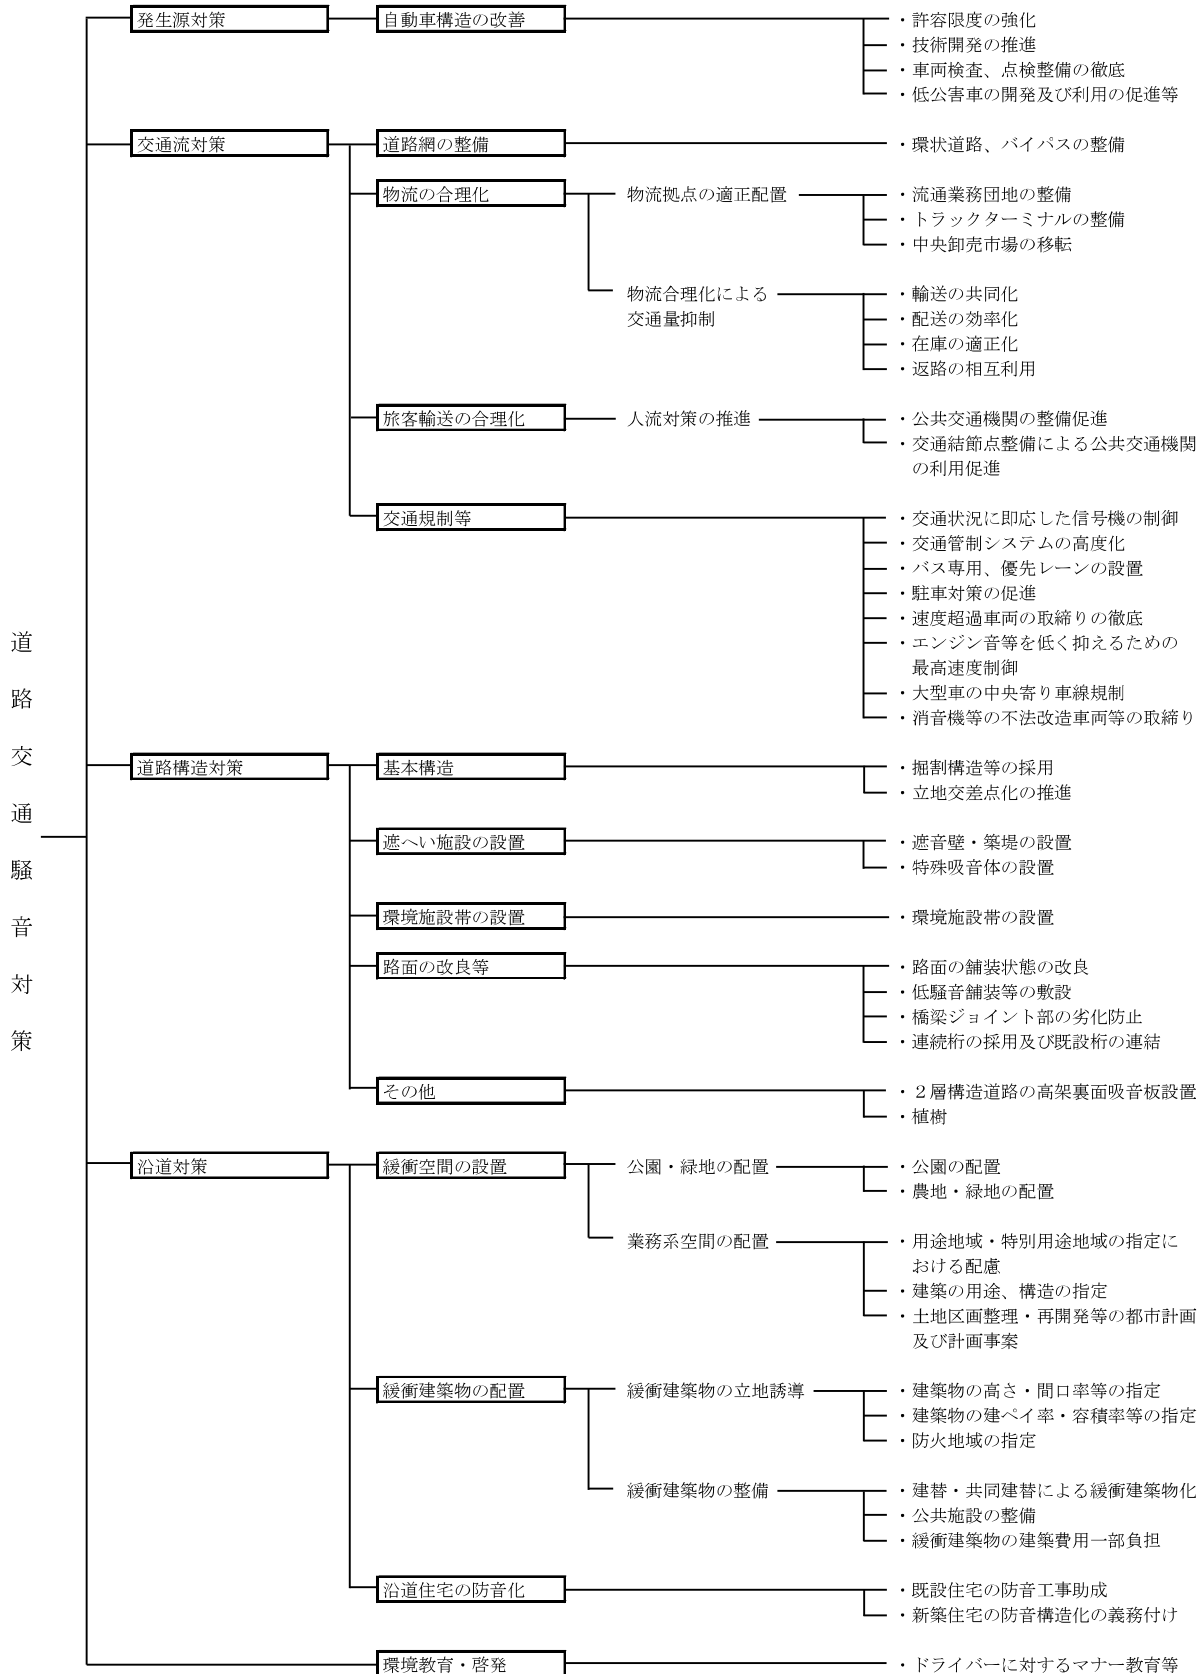 道路交通騒音対策
発生源対策
自動車構造の改善
・許容限度の強化
・技術開発の推進
・車両検査、点検整備の徹底
・低公害車の開発及び利用の促進等
交通流対策
道路網の整備
・環状道路、バイパスの整備
物流の合理化
物流拠点の適正配置
・流通業務団地の整備
・トラックターミナルの整備
・中央卸売市場の移転
物流合理化による
交通量抑制
・輸送の共同化
・配送の効率化
・在庫の適正化
・返路の相互利用
旅客輸送の合理化
人流対策の推進
・公共交通機関の整備促進
・交通結節点整備による公共交通機関
の利用促進
交通規制等
・交通状況に即応した信号機の制御
・交通管制システムの高度化
・バス専用、優先レーンの設置
・駐車対策の促進
・速度超過車両の取締りの徹底
・エンジン音等を低く抑えるための
最高速度制御
・大型車の中央寄り車線規制
・消音機等の不法改造車両等の取締り
道路構造対策
基本構造
・掘割構造等の採用
・立地交差点化の推進
遮へい施設の設置
・遮音壁・築堤の設置
・特殊吸音体の設置
環境施設帯の設置
・環境施設帯の設置
路面の改良等
・路面の舗装状態の改良
・低騒音舗装等の敷設
・橋梁ジョイント部の劣化防止
・連続桁の採用及び既設桁の連結
その他
・２層構造道路の高架裏面吸音板設置
・植樹
沿道対策
緩衝空間の設置
公園・緑地の配置
・公園の配置
・農地・緑地の配置
業務系空間の配置
・用途地域・特別用途地域の指定に
おける配慮
・建築の用途、構造の指定
・土地区画整理・再開発等の都市計画
及び計画事案
緩衝建築物の配置
緩衝建築物の立地誘導
・建築物の高さ・間口率等の指定
・建築物の建ペイ率・容積率等の指定
・防火地域の指定
緩衝建築物の整備
・建替・共同建替による緩衝建築物化
・公共施設の整備
・緩衝建築物の建築費用一部負担
沿道住宅の防音化
・既設住宅の防音工事助成
・新築住宅の防音構造化の義務付け
環境教育・啓発
・ドライバーに対するマナー教育等